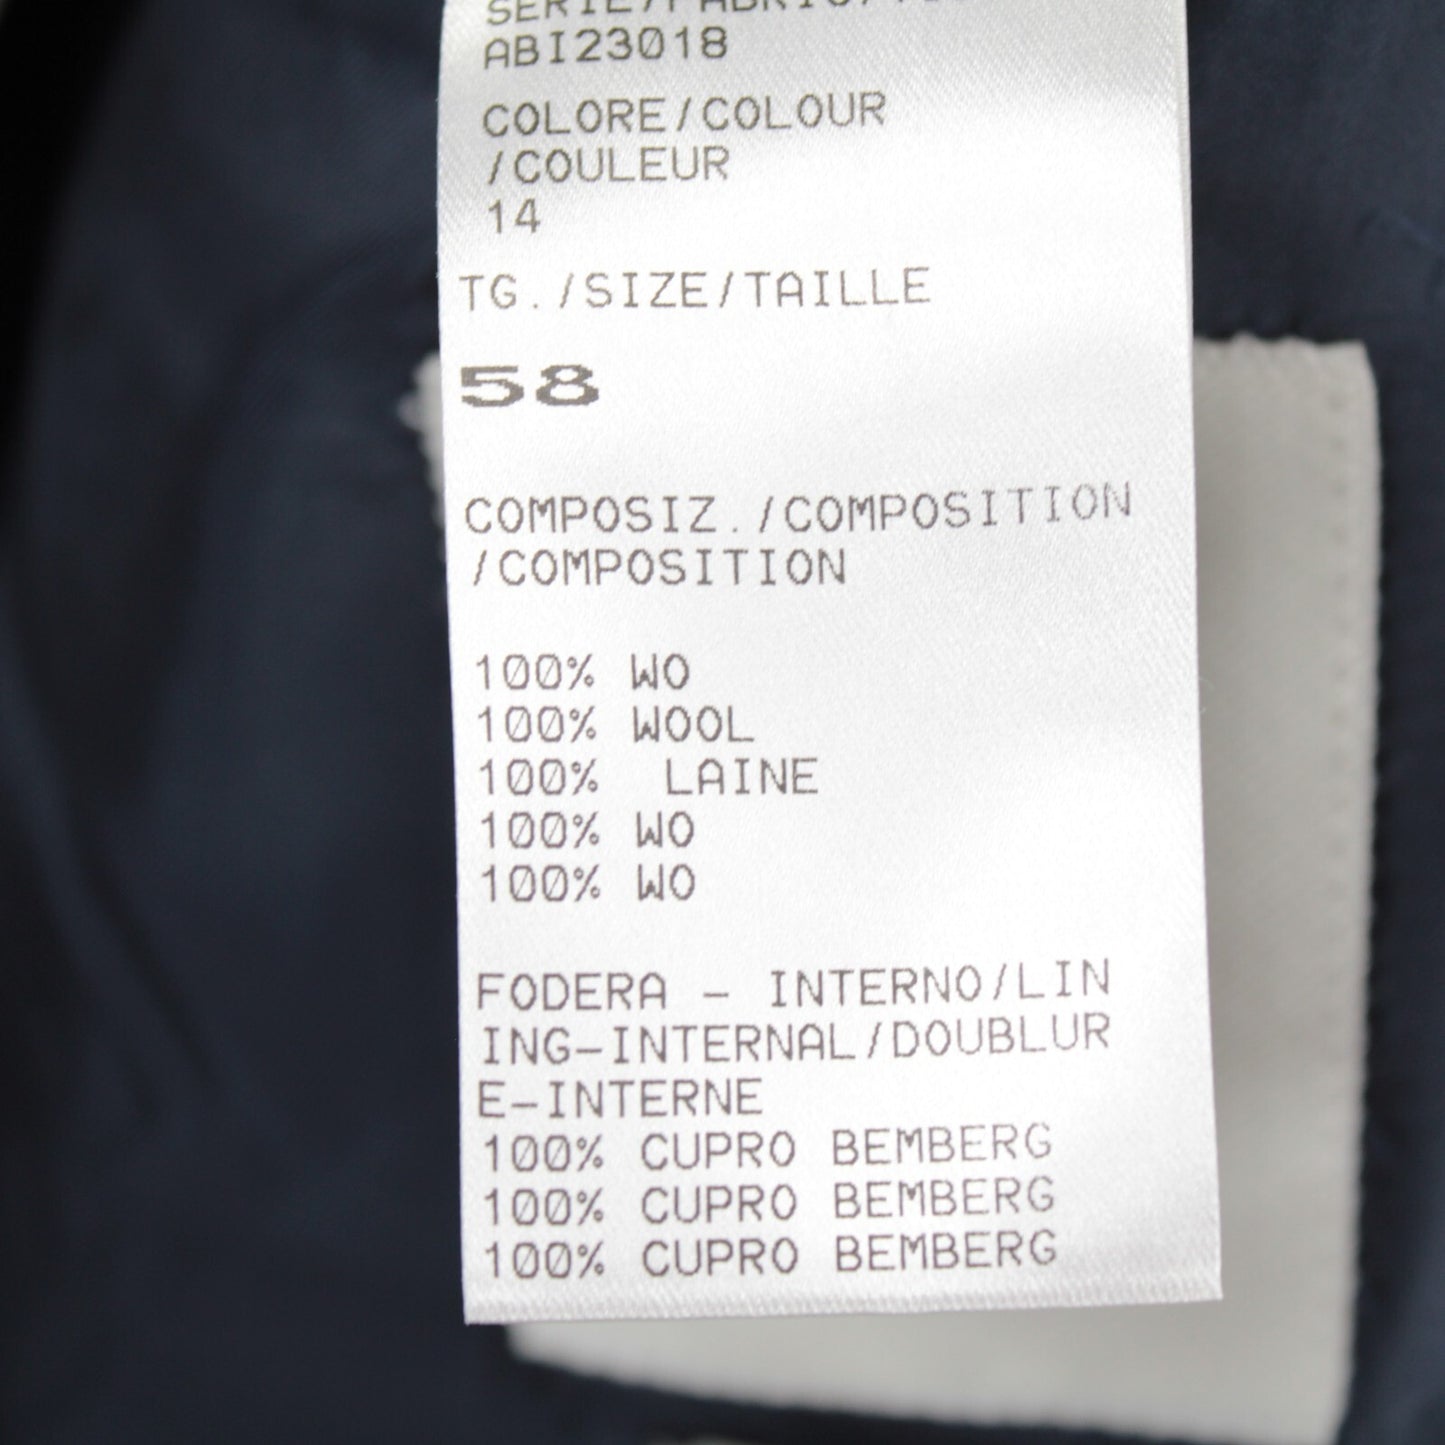 SERIE/FABRIC/
ABI23018
COLORE/COLOUR
/COULEUR
14
TG./SIZE/TAILLE
58
COMPOSIZ./COMPOSITION
/COMPOSITION
100% WO
100% WOOL
100% LAINE
100% WO
100% WO
FODERA - INTERNO/LIN
ING-INTERNAL/DOUBLUR
E-INTERNE
100% CUPRO BEMBERG
100% CUPRO BEMBERG
100% CUPRO BEMBERG